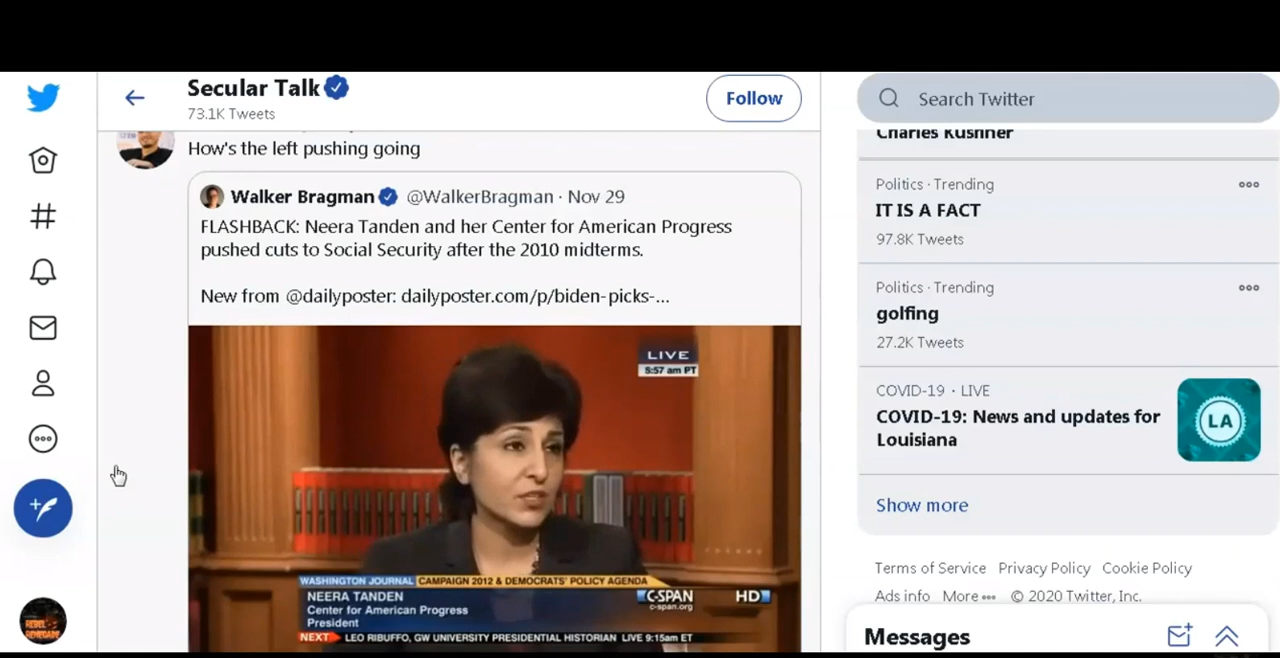 Secular Talk
73.1K Tweets
Follow
Search Twitter
How's the left pushing going
Walker Bragman @WalkerBragman · Nov 29
FLASHBACK: Neera Tanden and her Center for American Progress
pushed cuts to Social Security after the 2010 midterms.
New from @dailyposter: dailyposter.com/p/biden-picks-...
LIVE
5:57 am PT
WASHINGTON JOURNAL CAMPAIGN 2012 & DEMOCRATS' POLICY AGENDA
NEERA TANDEN
Center for American Progress
President
C-SPAN
c-span.org
HD
NEXT LEO RIBUFFO, GW UNIVERSITY PRESIDENTIAL HISTORIAN LIVE 9:15am ET
Charles Kushner
Politics · Trending
IT IS A FACT
97.8K Tweets
Politics · Trending
golfing
27.2K Tweets
COVID-19 · LIVE
COVID-19: News and updates for
Louisiana
LA
Show more
Terms of Service Privacy Policy Cookie Policy
Ads info More ••• © 2020 Twitter, Inc.
Messages
REBEL
RENEGADE